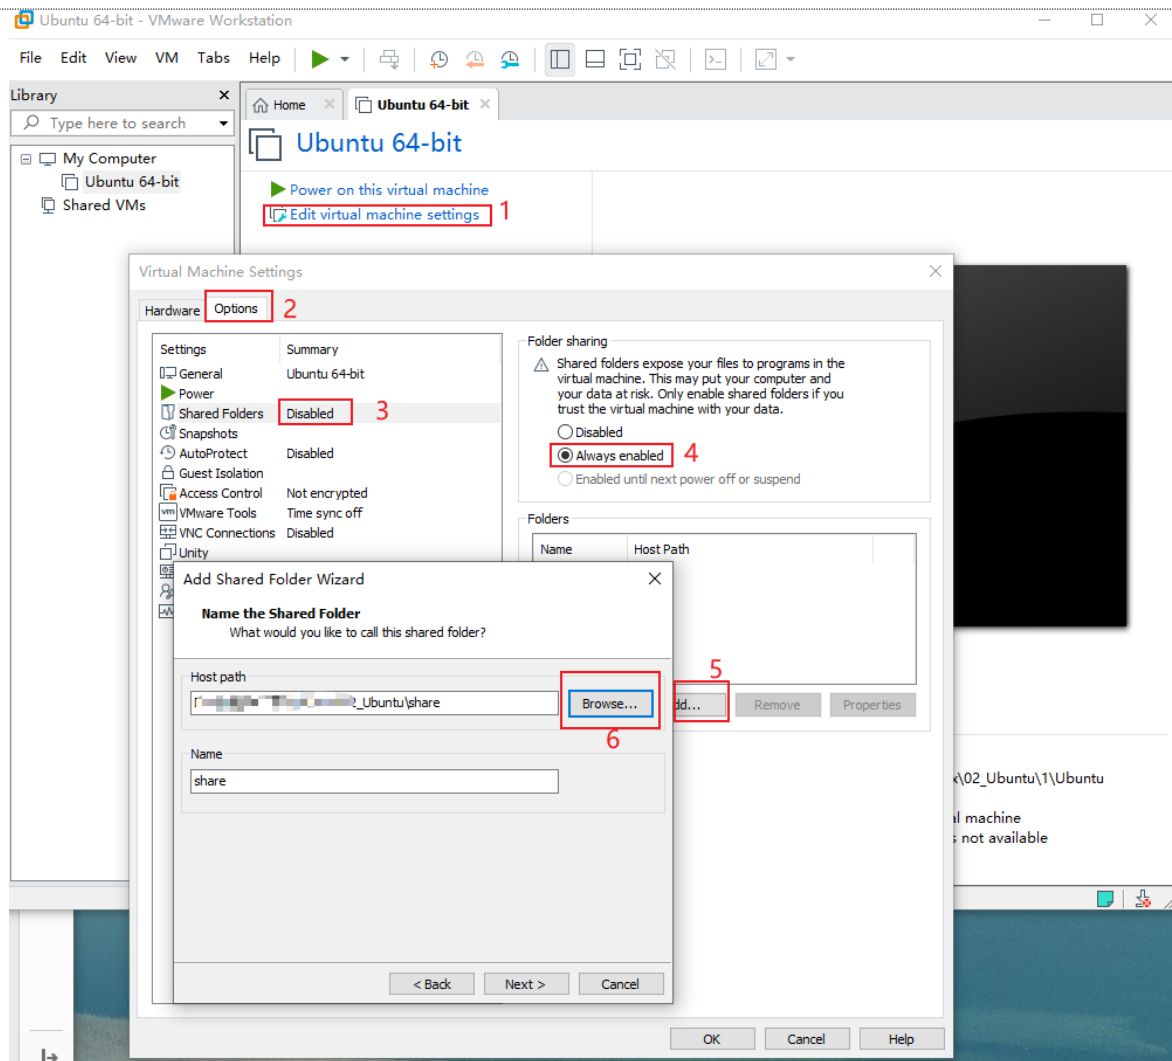 Ubuntu 64-bit - VMware Workstation
File Edit View VM Tabs Help
Library
Type here to search
My Computer
Ubuntu 64-bit
Shared VMs
Home
Ubuntu 64-bit
Ubuntu 64-bit
Power on this virtual machine
Edit virtual machine settings 1
Virtual Machine Settings
Hardware Options 2
Settings Summary
General Ubuntu 64-bit
Power
Shared Folders Disabled 3
Snapshots
AutoProtect Disabled
Guest Isolation
Access Control Not encrypted
VMware Tools Time sync off
VNC Connections Disabled
Unity
Folder sharing
Shared folders expose your files to programs in the
virtual machine. This may put your computer and
your data at risk. Only enable shared folders if you
trust the virtual machine with your data.
Disabled
Always enabled 4
Enabled until next power off or suspend
Folders
Name Host Path
5
Remove Properties
Add Shared Folder Wizard
Name the Shared Folder
What would you like to call this shared folder?
Host path
_Ubuntu\share
Browse...
6
Name
share
< Back Next > Cancel
OK Cancel Help
\02_Ubuntu\1\Ubuntu
machine
not available